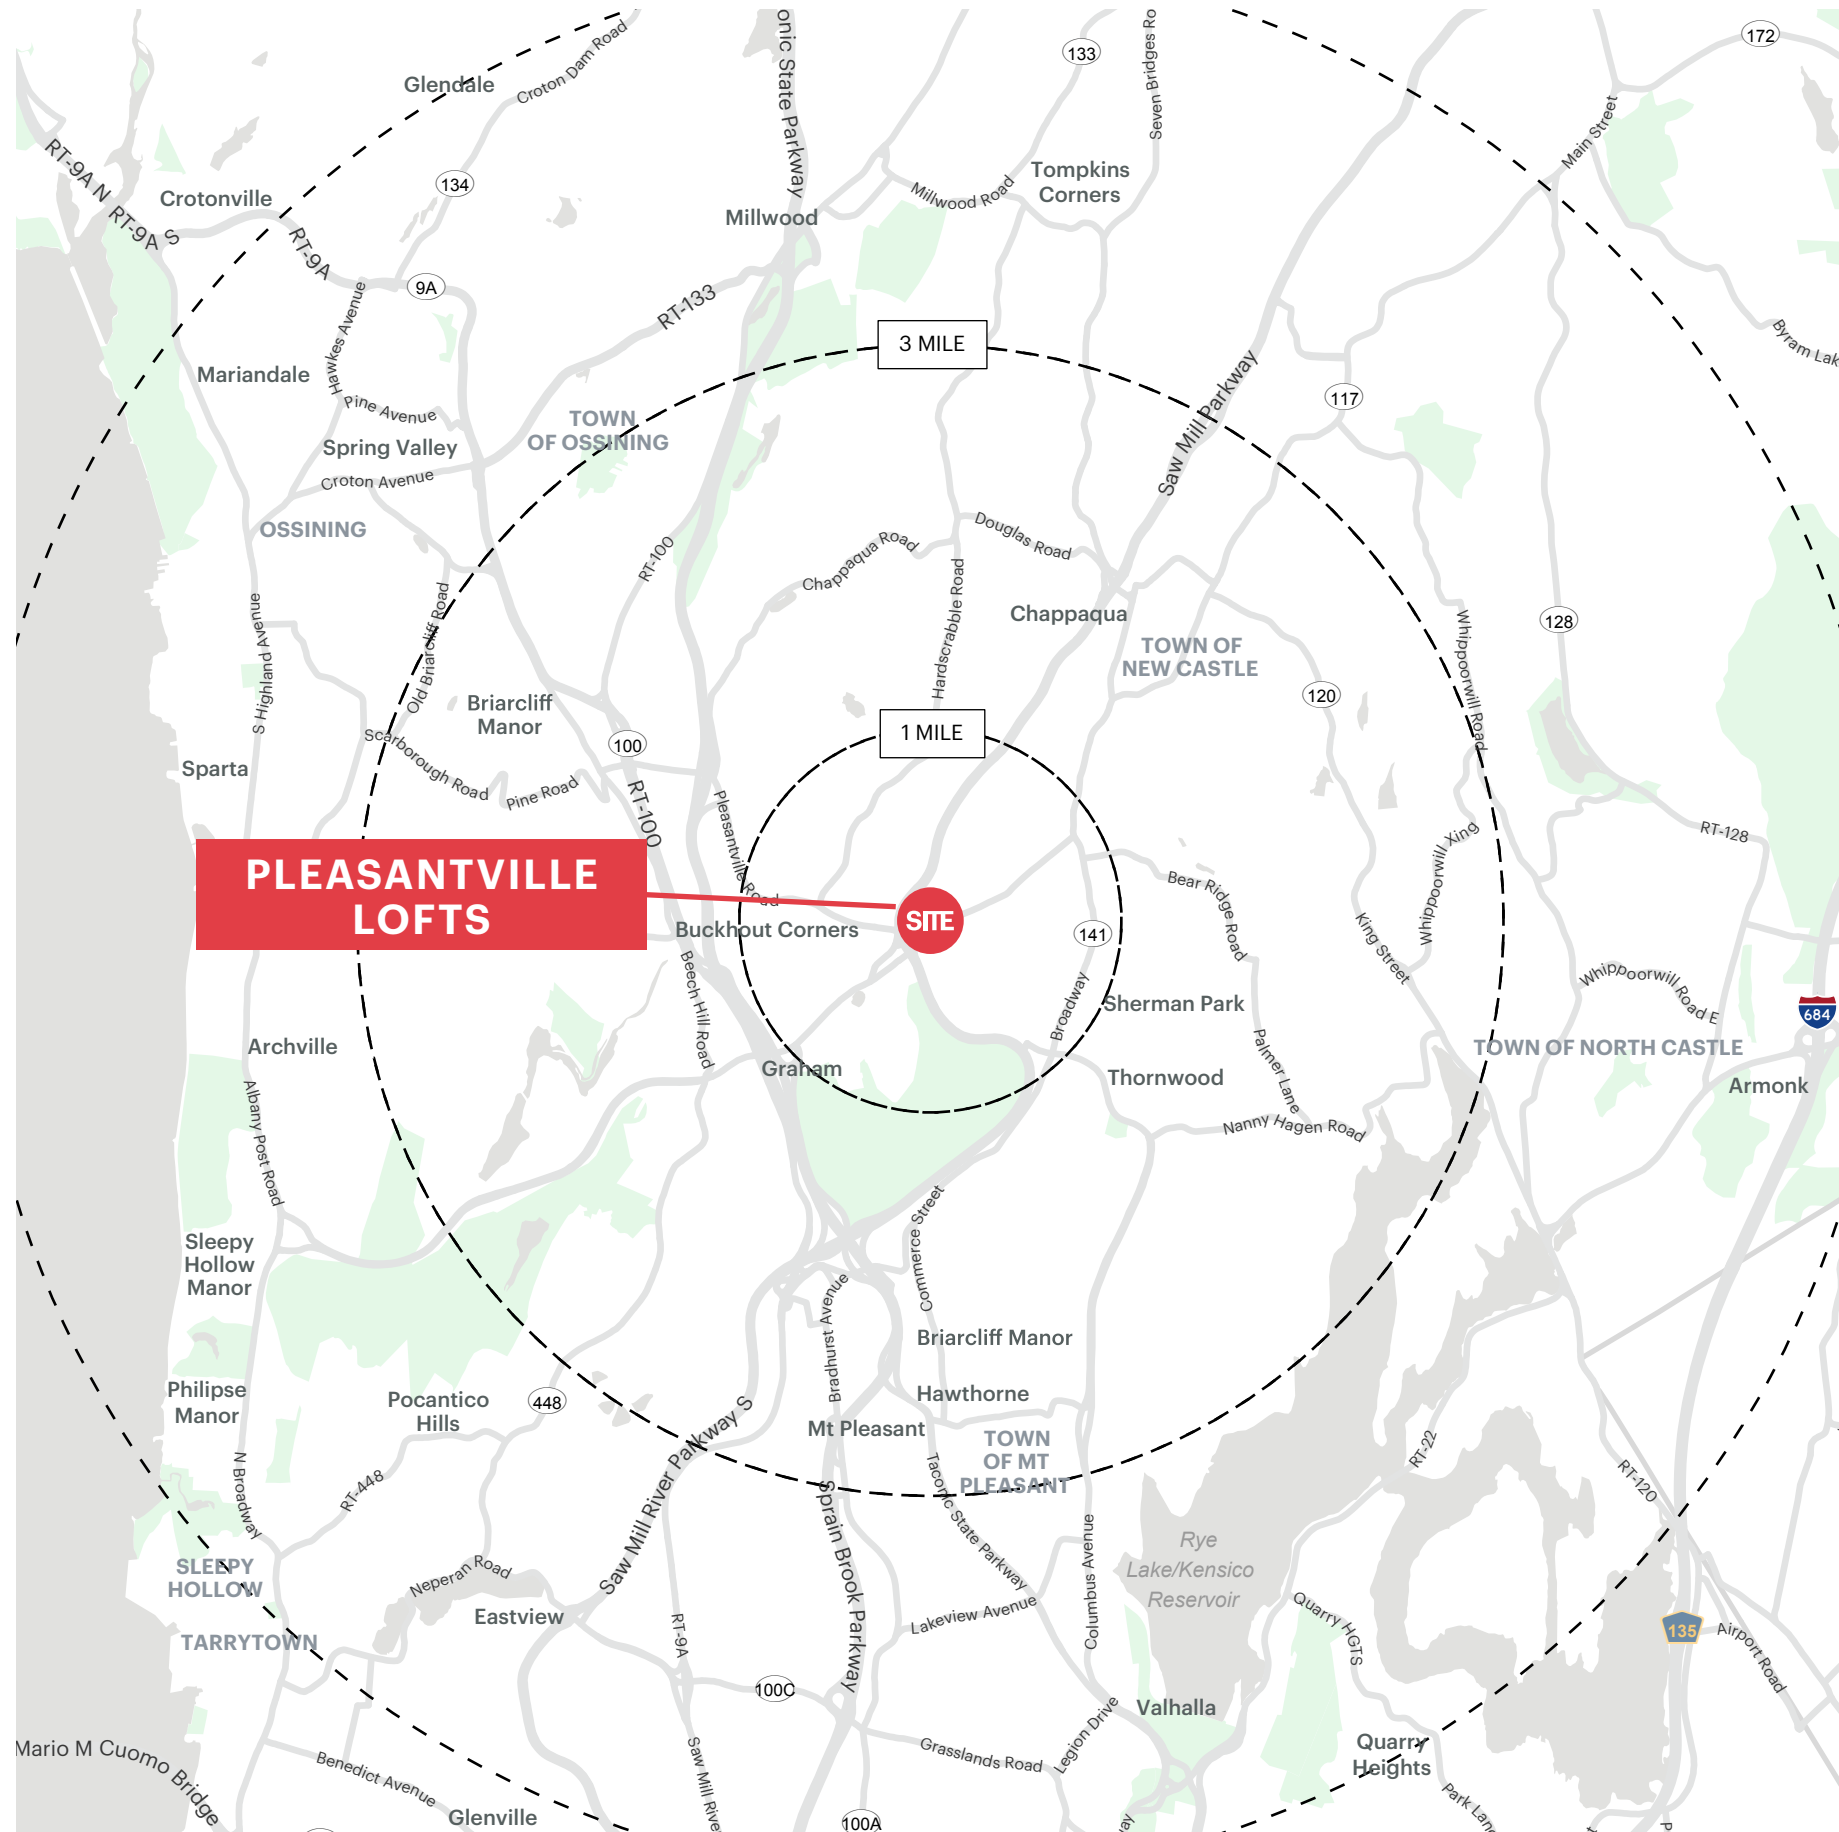 onic State Parkway
133
Seven Bridges Ro
172
Glendale
Croton Dam Road
Main Street
RT-9A N
RT-9A S
Crotonville
134
Millwood Road
Tompkins
Corners
Millwood
RT-9A
9A
RT-133
Hawkes Avenue
Byram Lak
3 MILE
Mariandale
Pine Avenue
Saw Mill Parkway
117
TOWN
OF OSSINING
Spring Valley
Croton Avenue
OSSINING
RT-100
Chappaqua Road
Douglas Road
Hardscrabble Road
Chappaqua
S Highland Avenue
Old Briarcliff Road
TOWN OF
NEW CASTLE
Whippoorwill Road
128
120
Briarcliff
Manor
100
1 MILE
Scarborough Road
Sparta
Pine Road
RT-100
Pleasantville Road
Whippoorwill Xing
RT-128
PLEASANTVILLE
LOFTS
Bear Ridge Road
SITE
Buckhout Corners
141
King Street
Beech Hill Road
Broadway
Sherman Park
Whippoorwill Road E
684
Archville
TOWN OF NORTH CASTLE
Graham
Thornwood
Palmer Lane
Armonk
Albany Post Road
Nanny Hagen Road
Commerce Street
Sleepy
Hollow
Manor
Bradhurst Avenue
Briarcliff Manor
Philipse
Manor
Pocantico
Hills
448
Hawthorne
Saw Mill River Parkway S
Mt Pleasant
TOWN
OF MT
PLEASANT
RT-22
N Broadway
RT-448
Taconic State Parkway
RT-120
Sprain Brook Parkway
Columbus Avenue
Rye
Lake/Kensico
Reservoir
SLEEPY
HOLLOW
Neperan Road
Eastview
RT-9A
Lakeview Avenue
Quarry HGTS
135
Airport Road
TARRYTOWN
100C
Valhalla
Legion Drive
Mario M Cuomo Bridge
Benedict Avenue
Saw Mill Rive
Grasslands Road
Quarry
Heights
Glenville
100A
Park Lane
ay
P